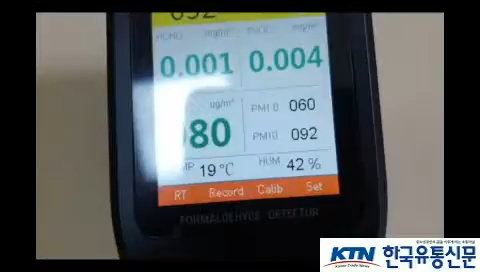 HCHO mg/m³ TVOC mg/m³
0.001 0.004
ug/m³ PM1.0 060
80 PM10 092
19℃ HUM 42%
RT Record Calib Set
FORMALDEHYDE DETECTOR
KTN 한국유통신문